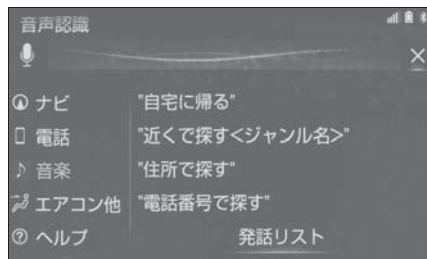 音声認識
ナビ
"自宅に帰る"
電話
"近くで探す<ジャンル名>"
音楽
"住所で探す"
エアコン他
"電話番号で探す"
ヘルプ
発話リスト